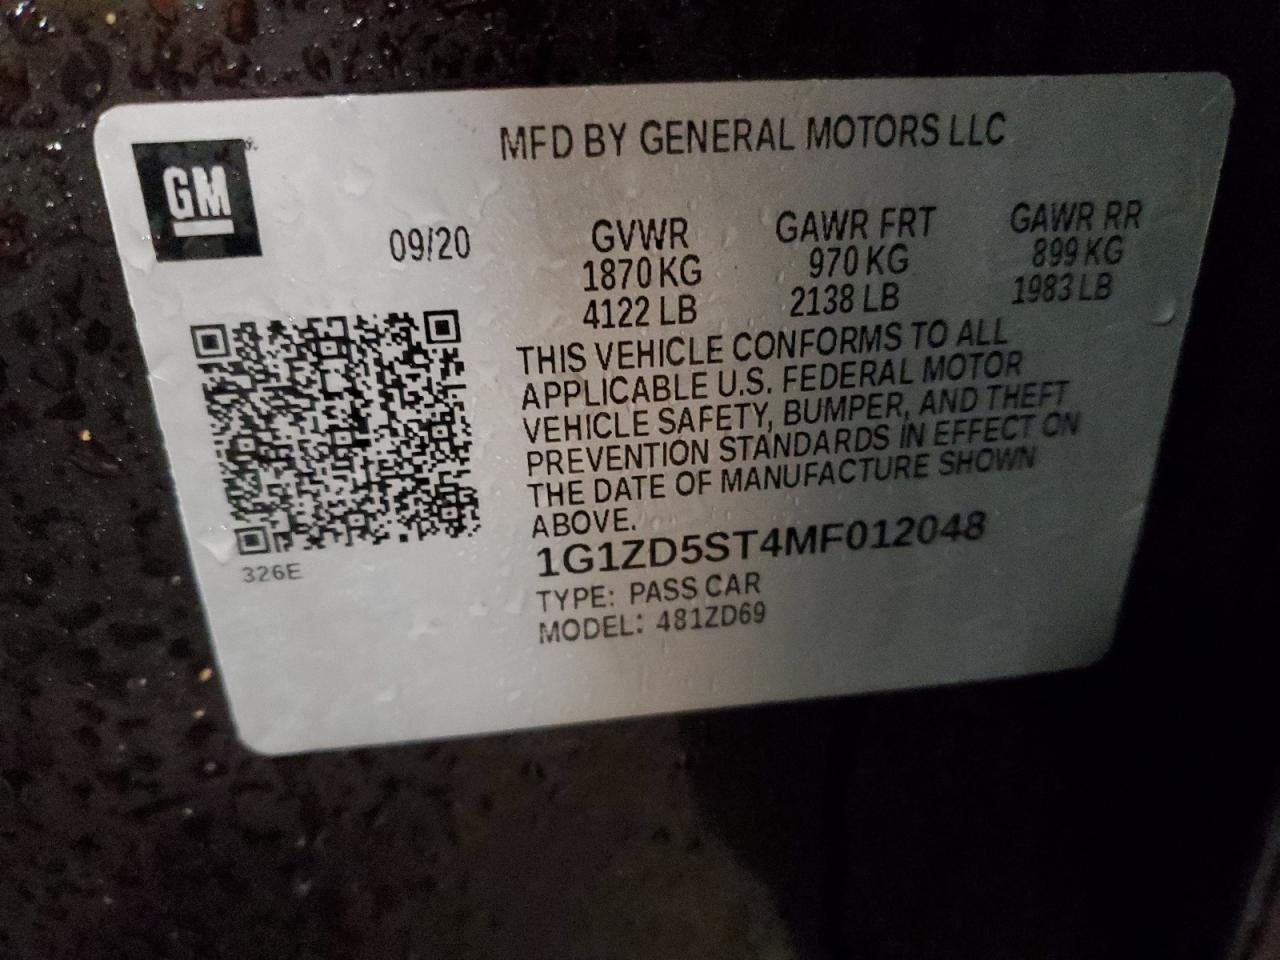 MFD BY GENERAL MOTORS LLC
GM
09/20
GVWR GAWR FRT GAWR RR
1870 KG 970 KG 899 KG
4122 LB 2138 LB 1983 LB
THIS VEHICLE CONFORMS TO ALL
APPLICABLE U.S. FEDERAL MOTOR
VEHICLE SAFETY, BUMPER, AND THEFT
PREVENTION STANDARDS IN EFFECT ON
THE DATE OF MANUFACTURE SHOWN
ABOVE.
1G1ZD5ST4MF012048
326E
TYPE: PASS CAR
MODEL: 481ZD69